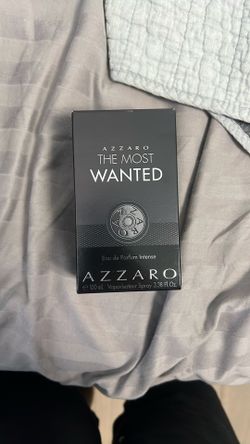 AZZARO
THE MOST
WANTED
Eau de Parfum Intense
AZZARO
e 100 mL Vaporisateur Spray 3.38 Fl.Oz.